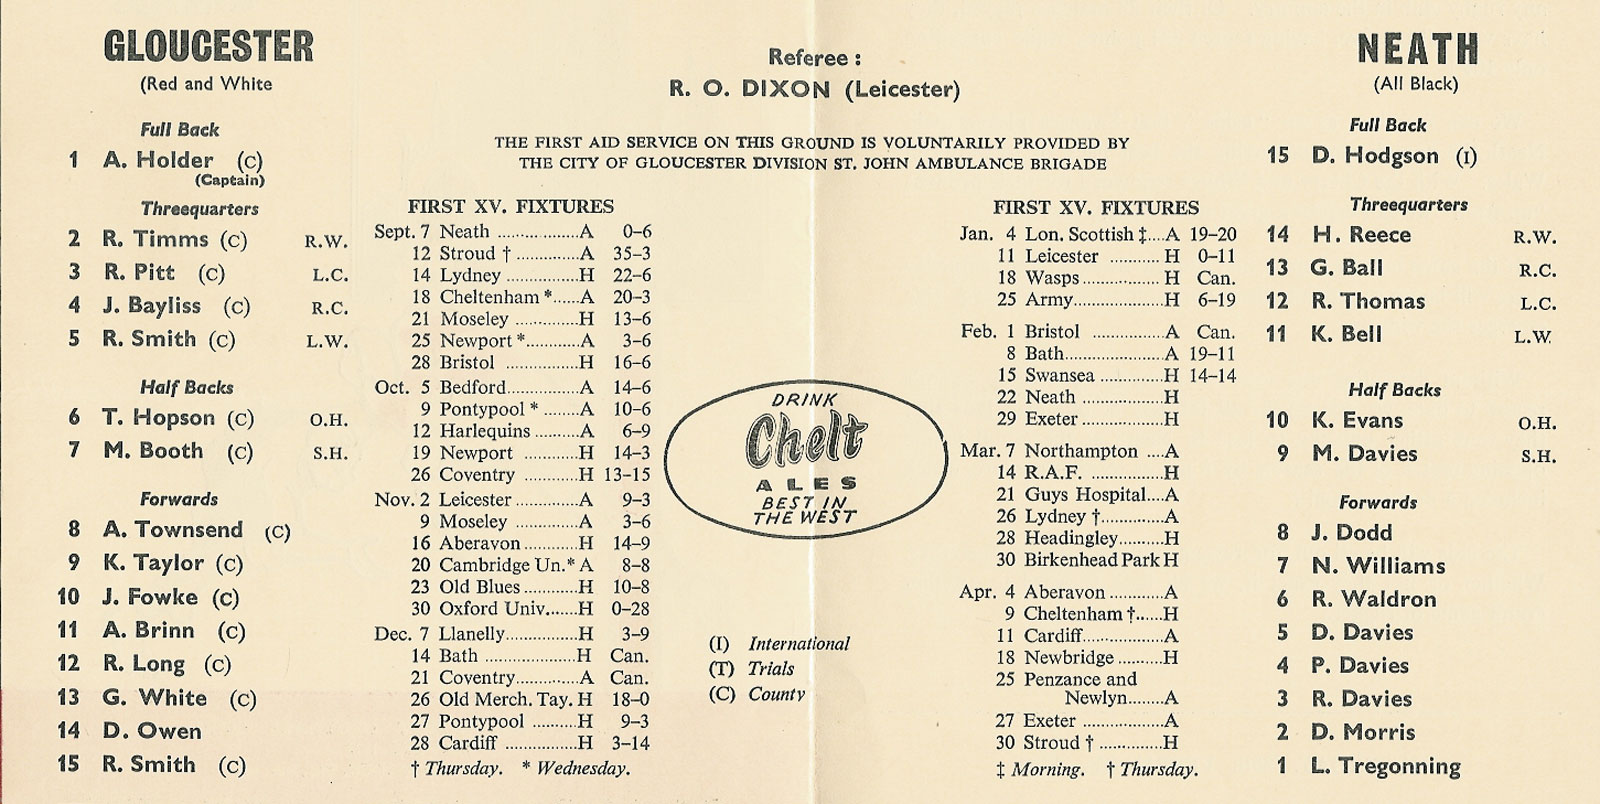 GLOUCESTER
(Red and White
Full Back
1 A. Holder (C)
(Captain)
Threequarters
2 R. Timms (C) R.W.
3 R. Pitt (C) L.C.
4 J. Bayliss (C) R.C.
5 R. Smith (C) L.W.
Half Backs
6 T. Hopson (C) O.H.
7 M. Booth (C) S.H.
Forwards
8 A. Townsend (C)
9 K. Taylor (C)
10 J. Fowke (C)
11 A. Brinn (C)
12 R. Long (C)
13 G. White (C)
14 D. Owen
15 R. Smith (C)
Referee :
R. O. DIXON (Leicester)
THE FIRST AID SERVICE ON THIS GROUND IS VOLUNTARILY PROVIDED BY
THE CITY OF GLOUCESTER DIVISION ST. JOHN AMBULANCE BRIGADE
FIRST XV. FIXTURES
Sept. 7 Neath ................A 0–6
12 Stroud † ............A 35–3
14 Lydney ..............H 22–6
18 Cheltenham *.....A 20–3
21 Moseley ............H 13–6
25 Newport *..........A 3–6
28 Bristol ..............H 16–6
Oct. 5 Bedford..............A 14–6
9 Pontypool * .......A 10–6
12 Harlequins .........A 6–9
19 Newport ............H 14–3
26 Coventry ...........H 13–15
Nov. 2 Leicester ............A 9–3
9 Moseley ............A 3–6
16 Aberavon ..........H 14–9
20 Cambridge Un.* A 8–8
23 Old Blues ..........H 10–8
30 Oxford Univ.......H 0–28
Dec. 7 Llanelly..............H 3–9
14 Bath ..................H Can.
21 Coventry............A Can.
26 Old Merch. Tay. H 18–0
27 Pontypool .........H 9–3
28 Cardiff ..............H 3–14
† Thursday. * Wednesday.
DRINK
Chelt
ALES
BEST IN
THE WEST
(I) International
(T) Trials
(C) County
FIRST XV. FIXTURES
Jan. 4 Lon. Scottish ‡....A 19–20
11 Leicester ..........H 0–11
18 Wasps...............H Can.
25 Army................H 6–19
Feb. 1 Bristol .............A Can.
8 Bath...................A 19–11
15 Swansea ............H 14–14
22 Neath ...............H
29 Exeter ...............H
Mar. 7 Northampton ....A
14 R.A.F. ..............H
21 Guys Hospital....A
26 Lydney †............A
28 Headingley.........H
30 Birkenhead Park H
Apr. 4 Aberavon ..........A
9 Cheltenham †......H
11 Cardiff...............A
18 Newbridge .........H
25 Penzance and
Newlyn........A
27 Exeter ...............A
30 Stroud † ............H
‡ Morning. † Thursday.
NEATH
(All Black)
Full Back
15 D. Hodgson (I)
Threequarters
14 H. Reece R.W.
13 G. Ball R.C.
12 R. Thomas L.C.
11 K. Bell L.W.
Half Backs
10 K. Evans O.H.
9 M. Davies S.H.
Forwards
8 J. Dodd
7 N. Williams
6 R. Waldron
5 D. Davies
4 P. Davies
3 R. Davies
2 D. Morris
1 L. Tregonning